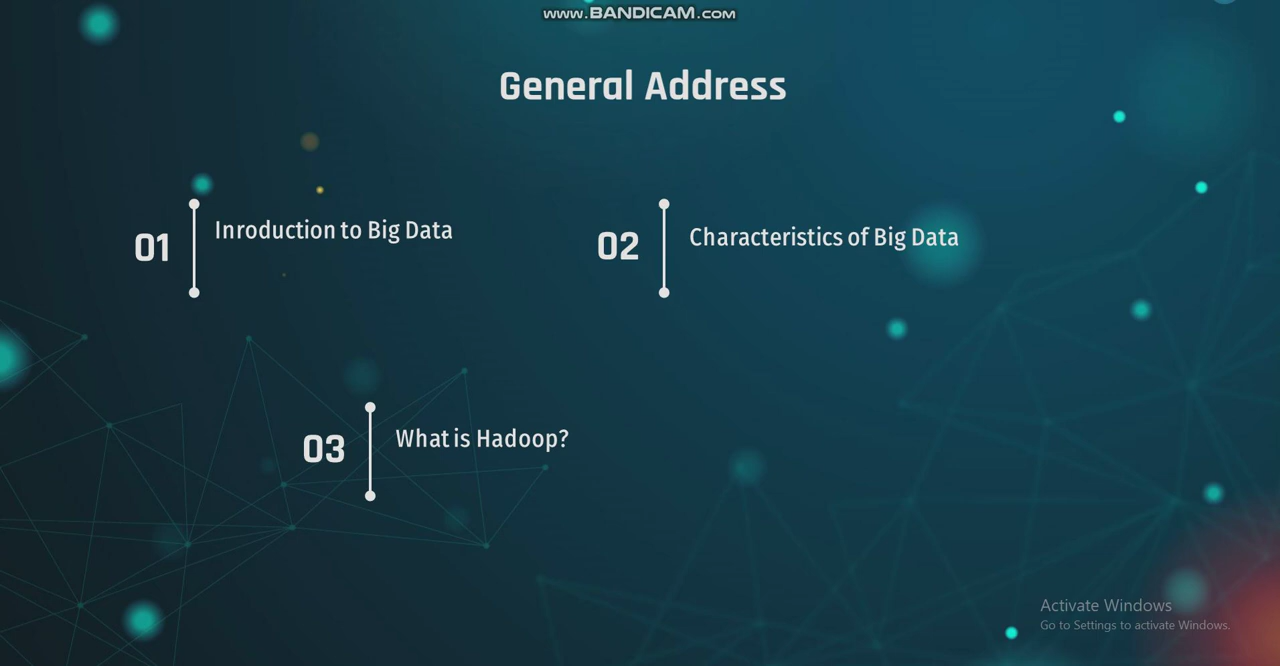 www.BANDICAM.com
General Address
01
Inroduction to Big Data
02
Characteristics of Big Data
03
What is Hadoop?
Activate Windows
Go to Settings to activate Windows.